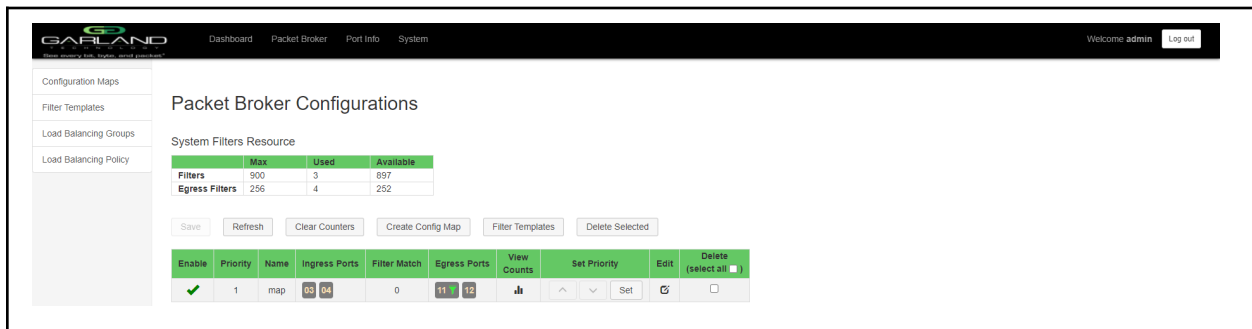 GARLAND
TECHNOLOGY
See every bit, byte, and packet®
Dashboard Packet Broker Port Info System
Welcome admin Log out
Configuration Maps
Filter Templates
Load Balancing Groups
Load Balancing Policy
Packet Broker Configurations
System Filters Resource
Max Used Available
Filters 900 3 897
Egress Filters 256 4 252
Save Refresh Clear Counters Create Config Map Filter Templates Delete Selected
Enable Priority Name Ingress Ports Filter Match Egress Ports View Counts Set Priority Edit Delete (select all )
1 map 03 04 0 11 12 Set